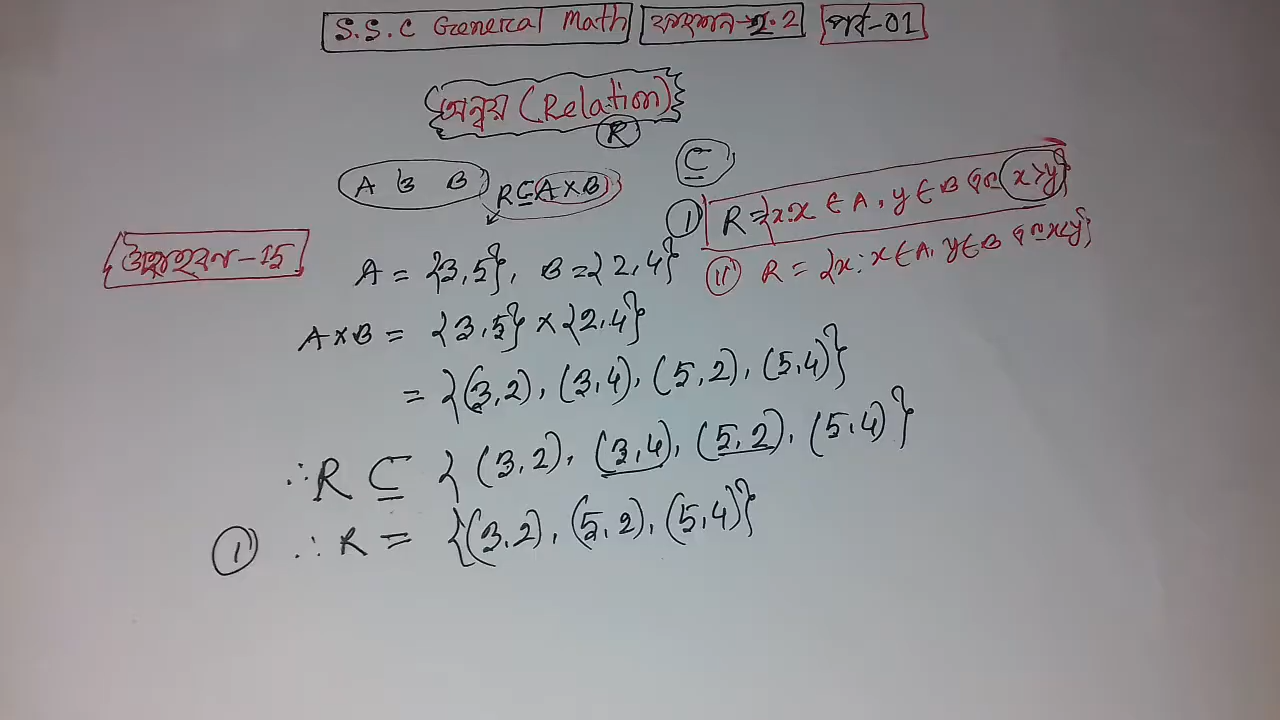 S.S.C General Math অনুশীলনী-2.2 পর্ব-01
অন্বয় (Relation)
R
A ও B R⊆A×B ⊆
① R={x:x∈A, y∈B এবং x>y}
উদাহরণ-15 A = {3,5}, B={2,4} ② R = {x: x∈A, y∈B এবং x<y}
A×B = {3,5} × {2,4}
= {(3,2), (3,4), (5,2), (5,4)}
∴R ⊆ {(3,2), (3,4), (5,2), (5,4)}
① ∴R = {(3,2), (5,2), (5,4)}